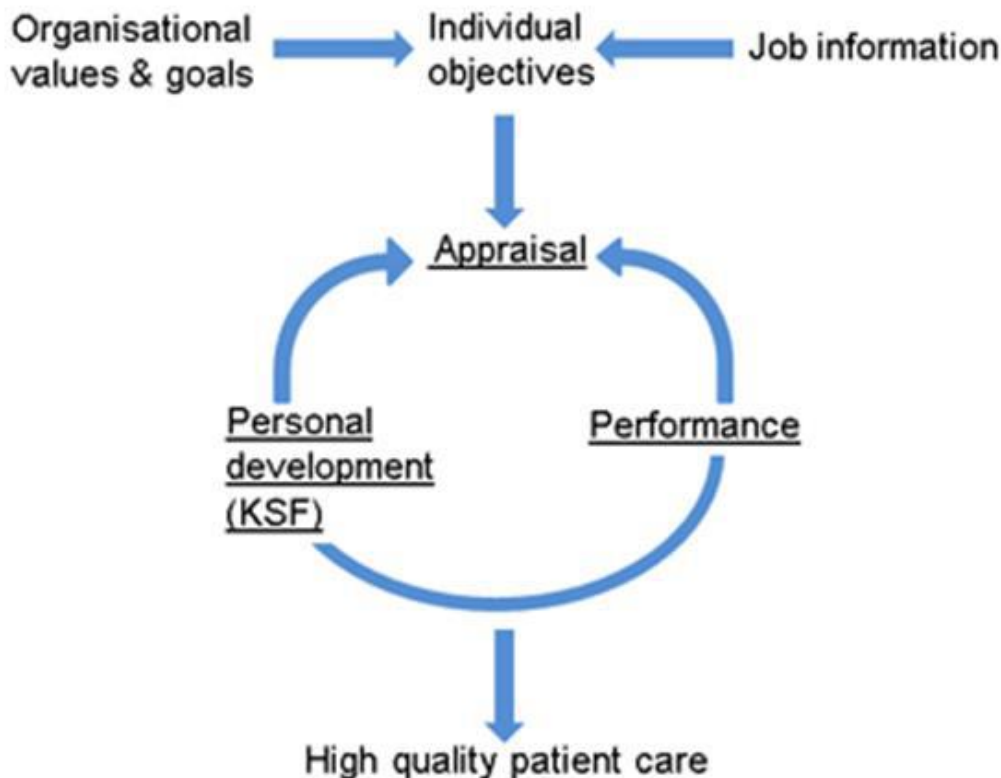 Organisational
values & goals
Individual
objectives
Job information
Appraisal
Personal
development
(KSF)
Performance
High quality patient care